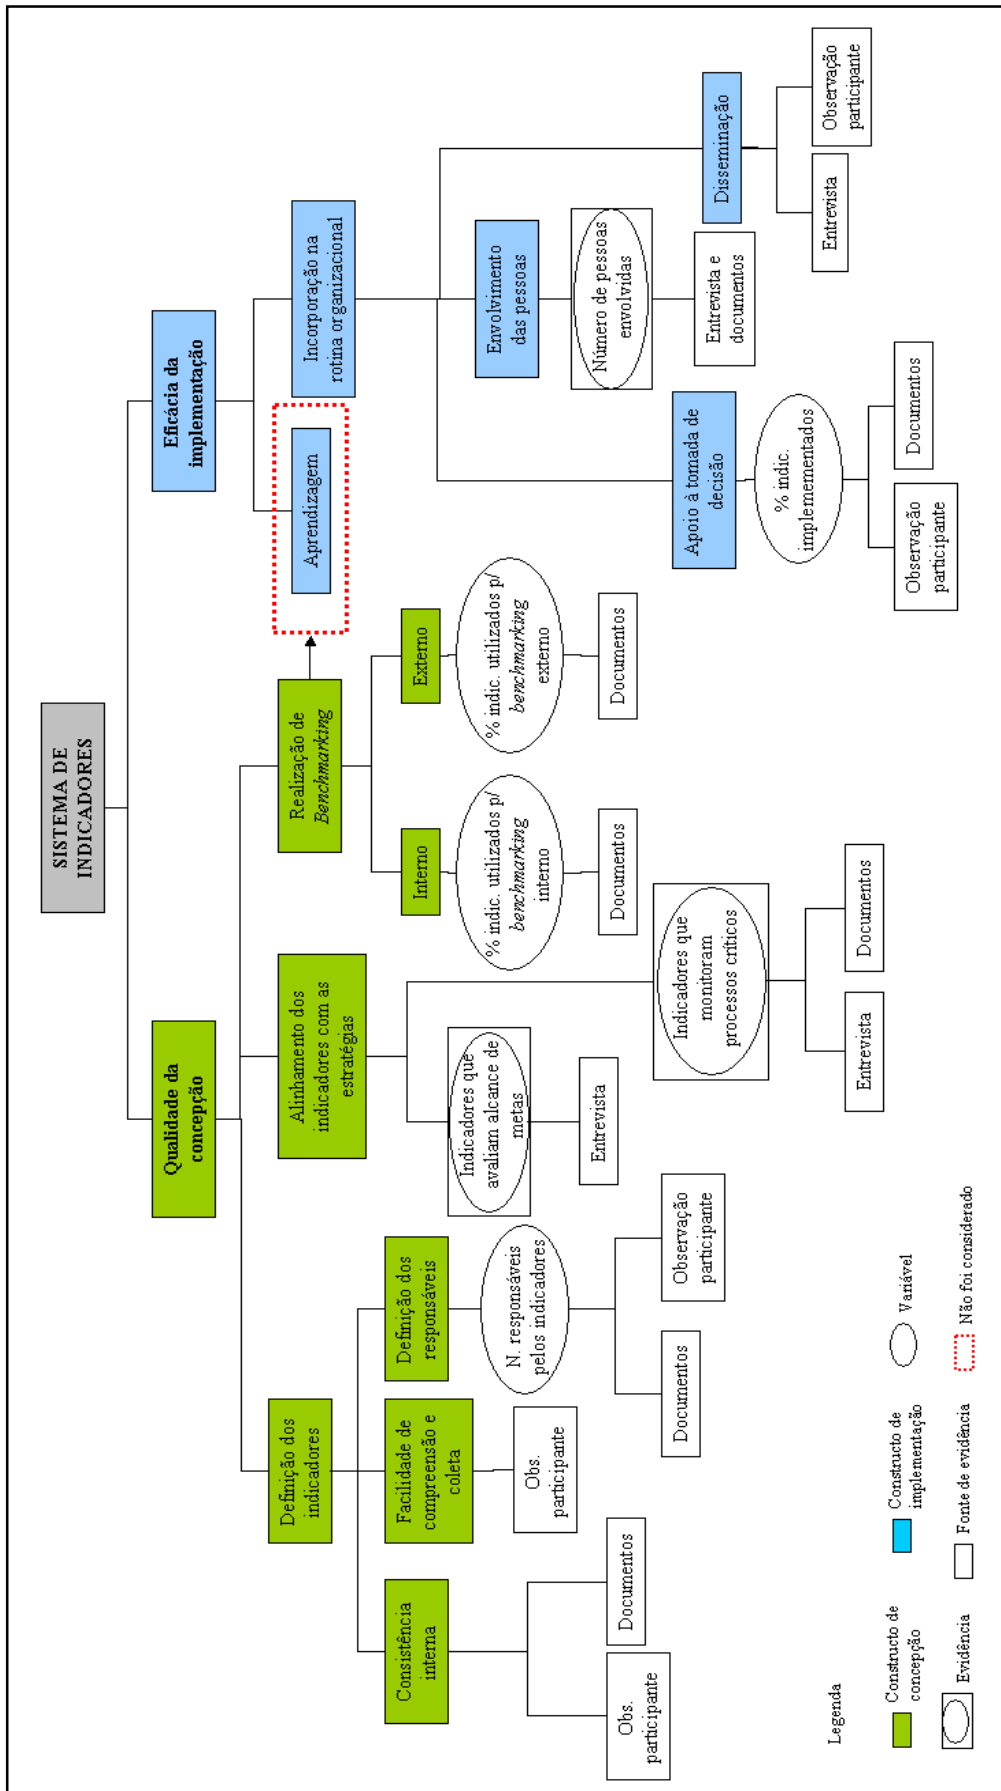 SISTEMA DE
INDICADORES
Qualidade da
concepção
Eficácia da
implementação
Definição dos
indicadores
Alinhamento dos
indicadores com as
estratégias
Realização de
Benchmarking
Aprendizagem
Incorporação na
rotina organizacional
Consistência
interna
Facilidade de
compreensão e
coleta
Definição dos
responsáveis
Interno
Externo
Indicadores que
avaliam alcance de
metas
% indic. utilizados p/
benchmarking
interno
% indic. utilizados p/
benchmarking
externo
Envolvimento
das pessoas
N. responsáveis
pelos indicadores
Número de pessoas
envolvidas
Obs.
participante
Documentos
Obs.
participante
Documentos
Observação
participante
Entrevista
Indicadores que
monitoram
processos críticos
Documentos
Documentos
Apoio à tomada de
decisão
Entrevista e
documentos
Disseminação
% indic.
implemementados
Entrevista
Observação
participante
Entrevista
Documentos
Observação
participante
Documentos
Legenda
Constructo de
concepção
Constructo de
implementação
Variável
Evidência
Fonte de evidência
Não foi considerado